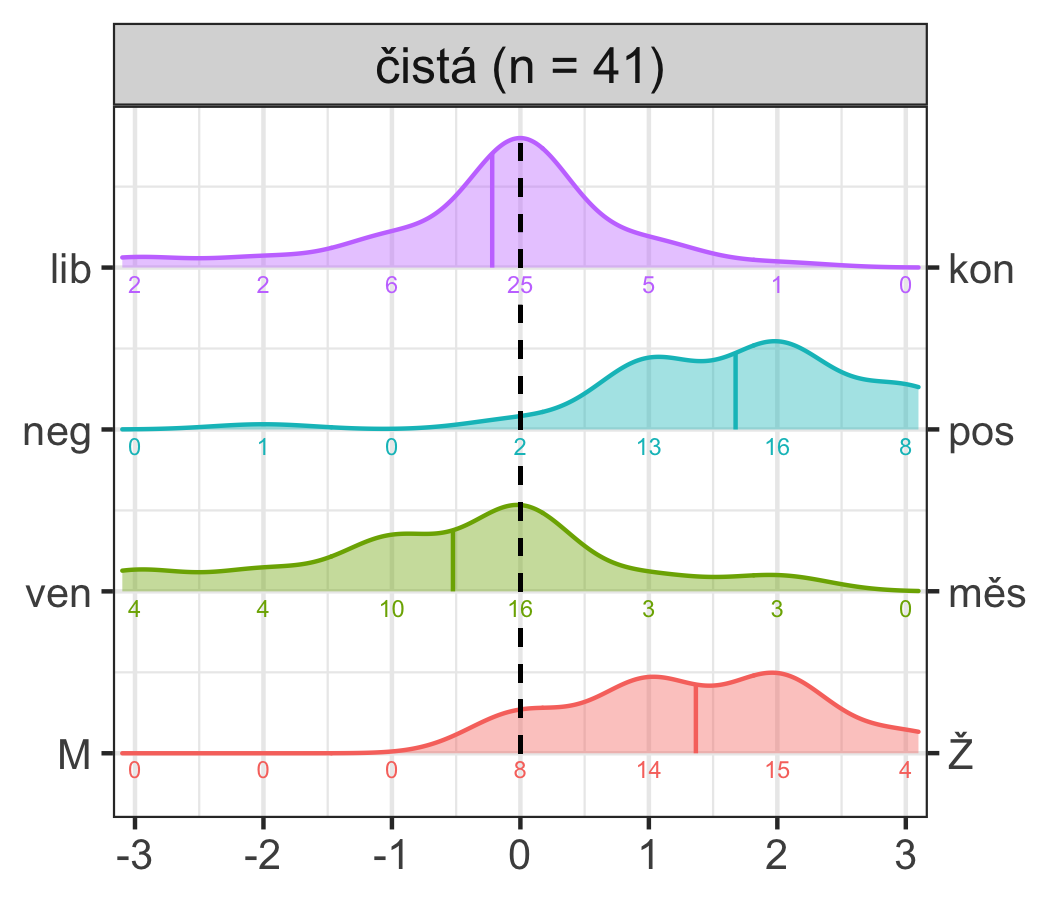 čistá (n = 41)
lib kon
2 2 6 25 5 1 0
neg pos
0 1 0 2 13 16 8
ven měs
4 4 10 16 3 3 0
M Ž
0 0 0 8 14 15 4
-3 -2 -1 0 1 2 3